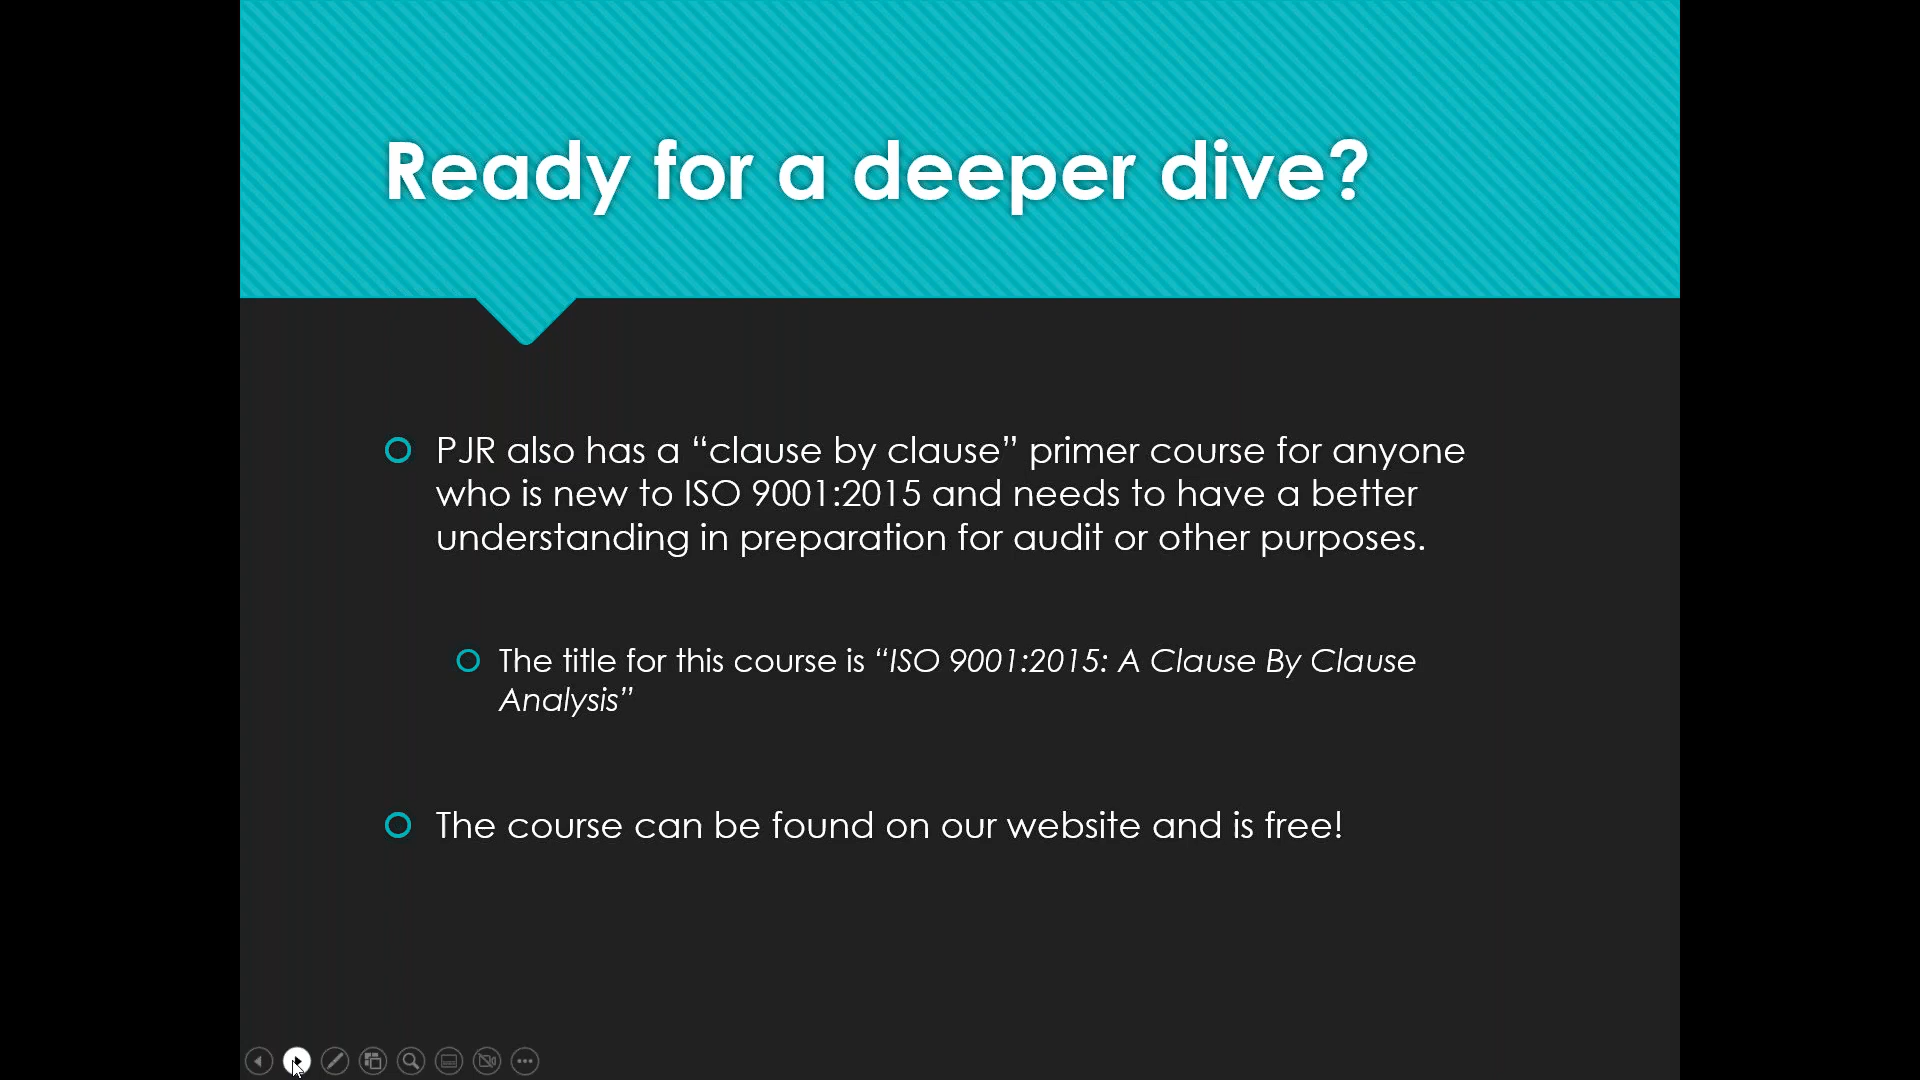 Ready for a deeper dive?
PJR also has a “clause by clause” primer course for anyone
who is new to ISO 9001:2015 and needs to have a better
understanding in preparation for audit or other purposes.
The title for this course is “ISO 9001:2015: A Clause By Clause
Analysis”
The course can be found on our website and is free!